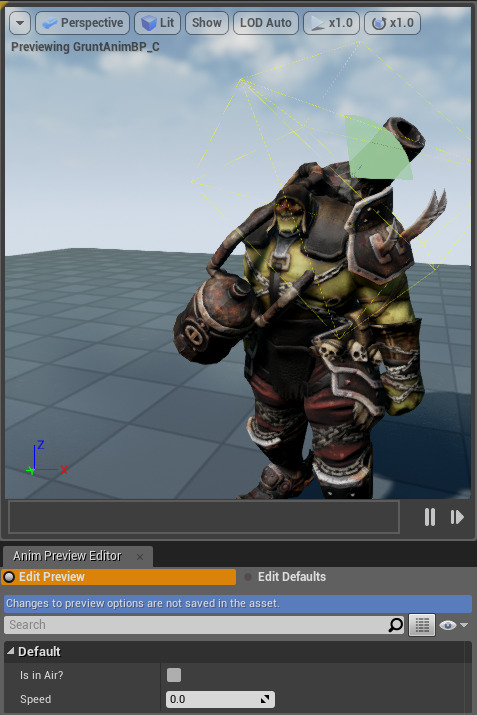 Perspective Lit Show LOD Auto x1.0 x1.0
Previewing GruntAnimBP_C
Z
X
Anim Preview Editor
Edit Preview Edit Defaults
Changes to preview options are not saved in the asset.
Search
Default
Is in Air?
Speed 0.0